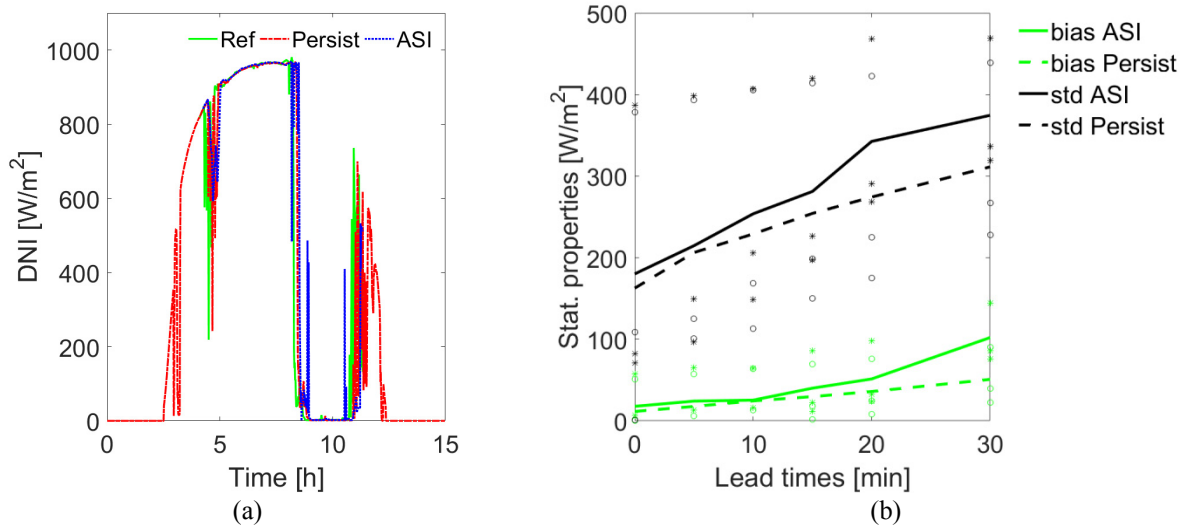 Ref Persist ASI
1000
800
600
400
200
0
DNI [W/m²]
0 5 10 15
Time [h]
(a)
500
400
300
200
100
0
Stat. properties [W/m²]
0 10 20 30
Lead times [min]
(b)
bias ASI
bias Persist
std ASI
std Persist